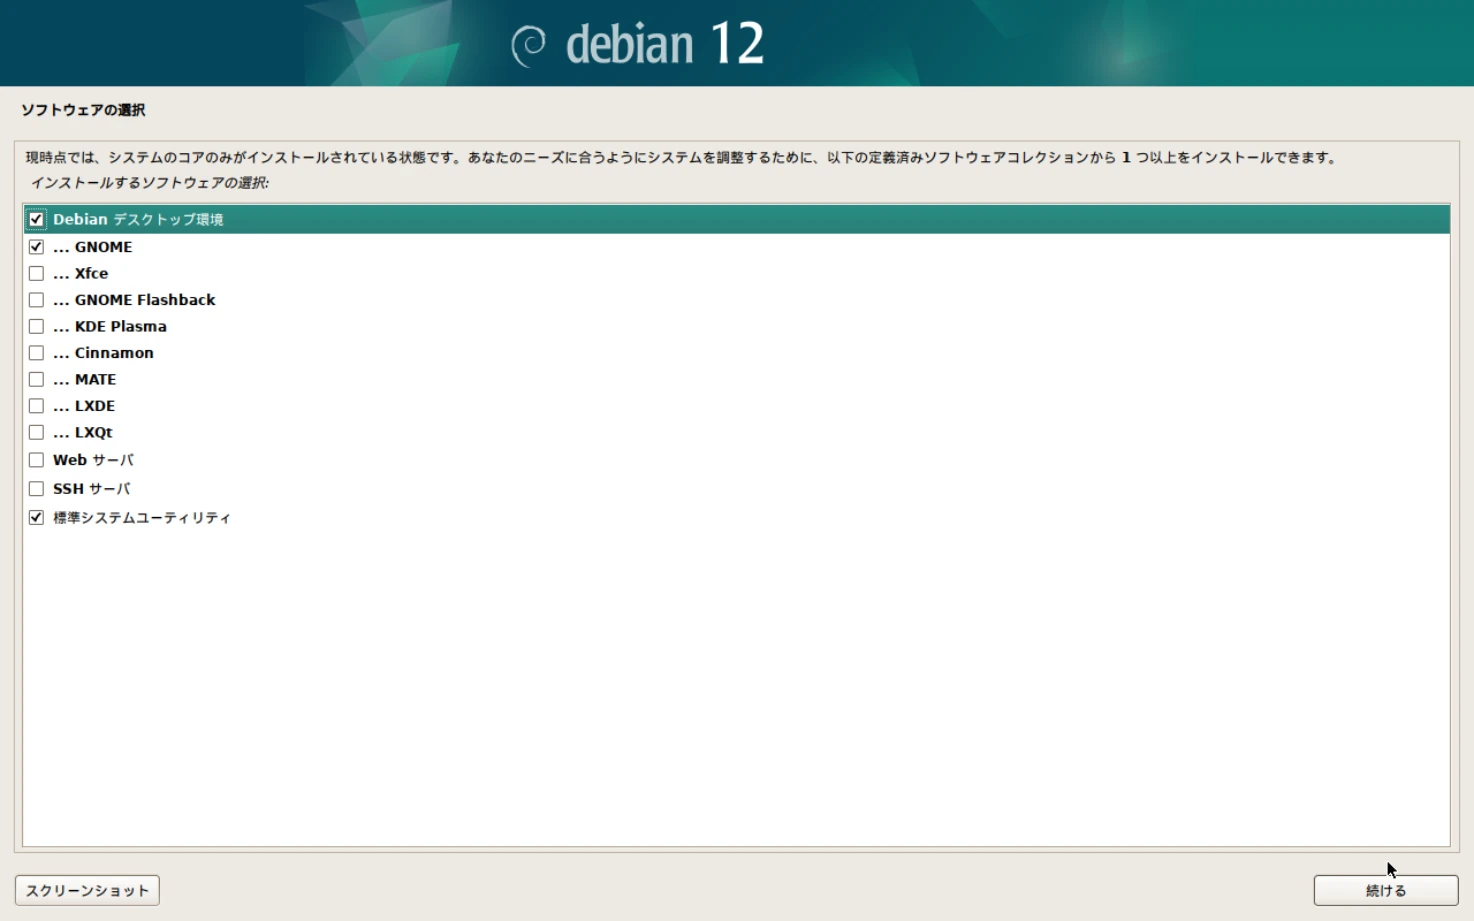 debian 12
ソフトウェアの選択
現時点では、システムのコアのみがインストールされている状態です。あなたのニーズに合うようにシステムを調整するために、以下の定義済みソフトウェアコレクションから 1 つ以上をインストールできます。
インストールするソフトウェアの選択:
Debian デスクトップ環境
... GNOME
... Xfce
... GNOME Flashback
... KDE Plasma
... Cinnamon
... MATE
... LXDE
... LXQt
Web サーバ
SSH サーバ
標準システムユーティリティ
スクリーンショット
続ける